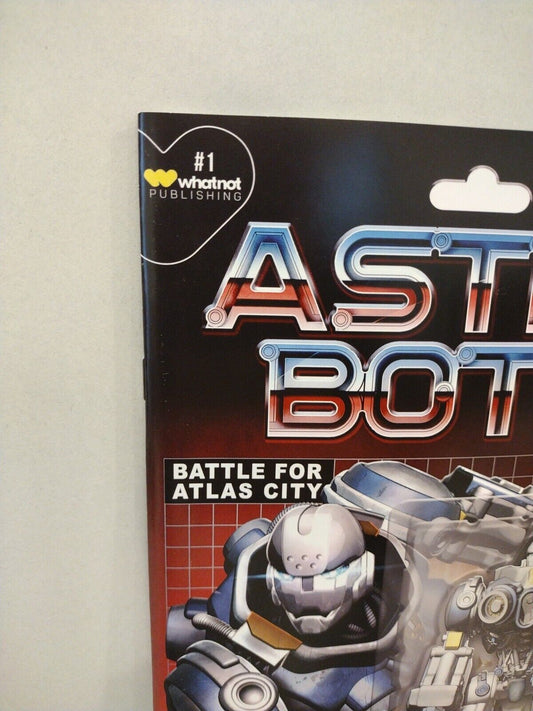 #1
whatnot
PUBLISHING
AST
BOT
BATTLE FOR
ATLAS CITY